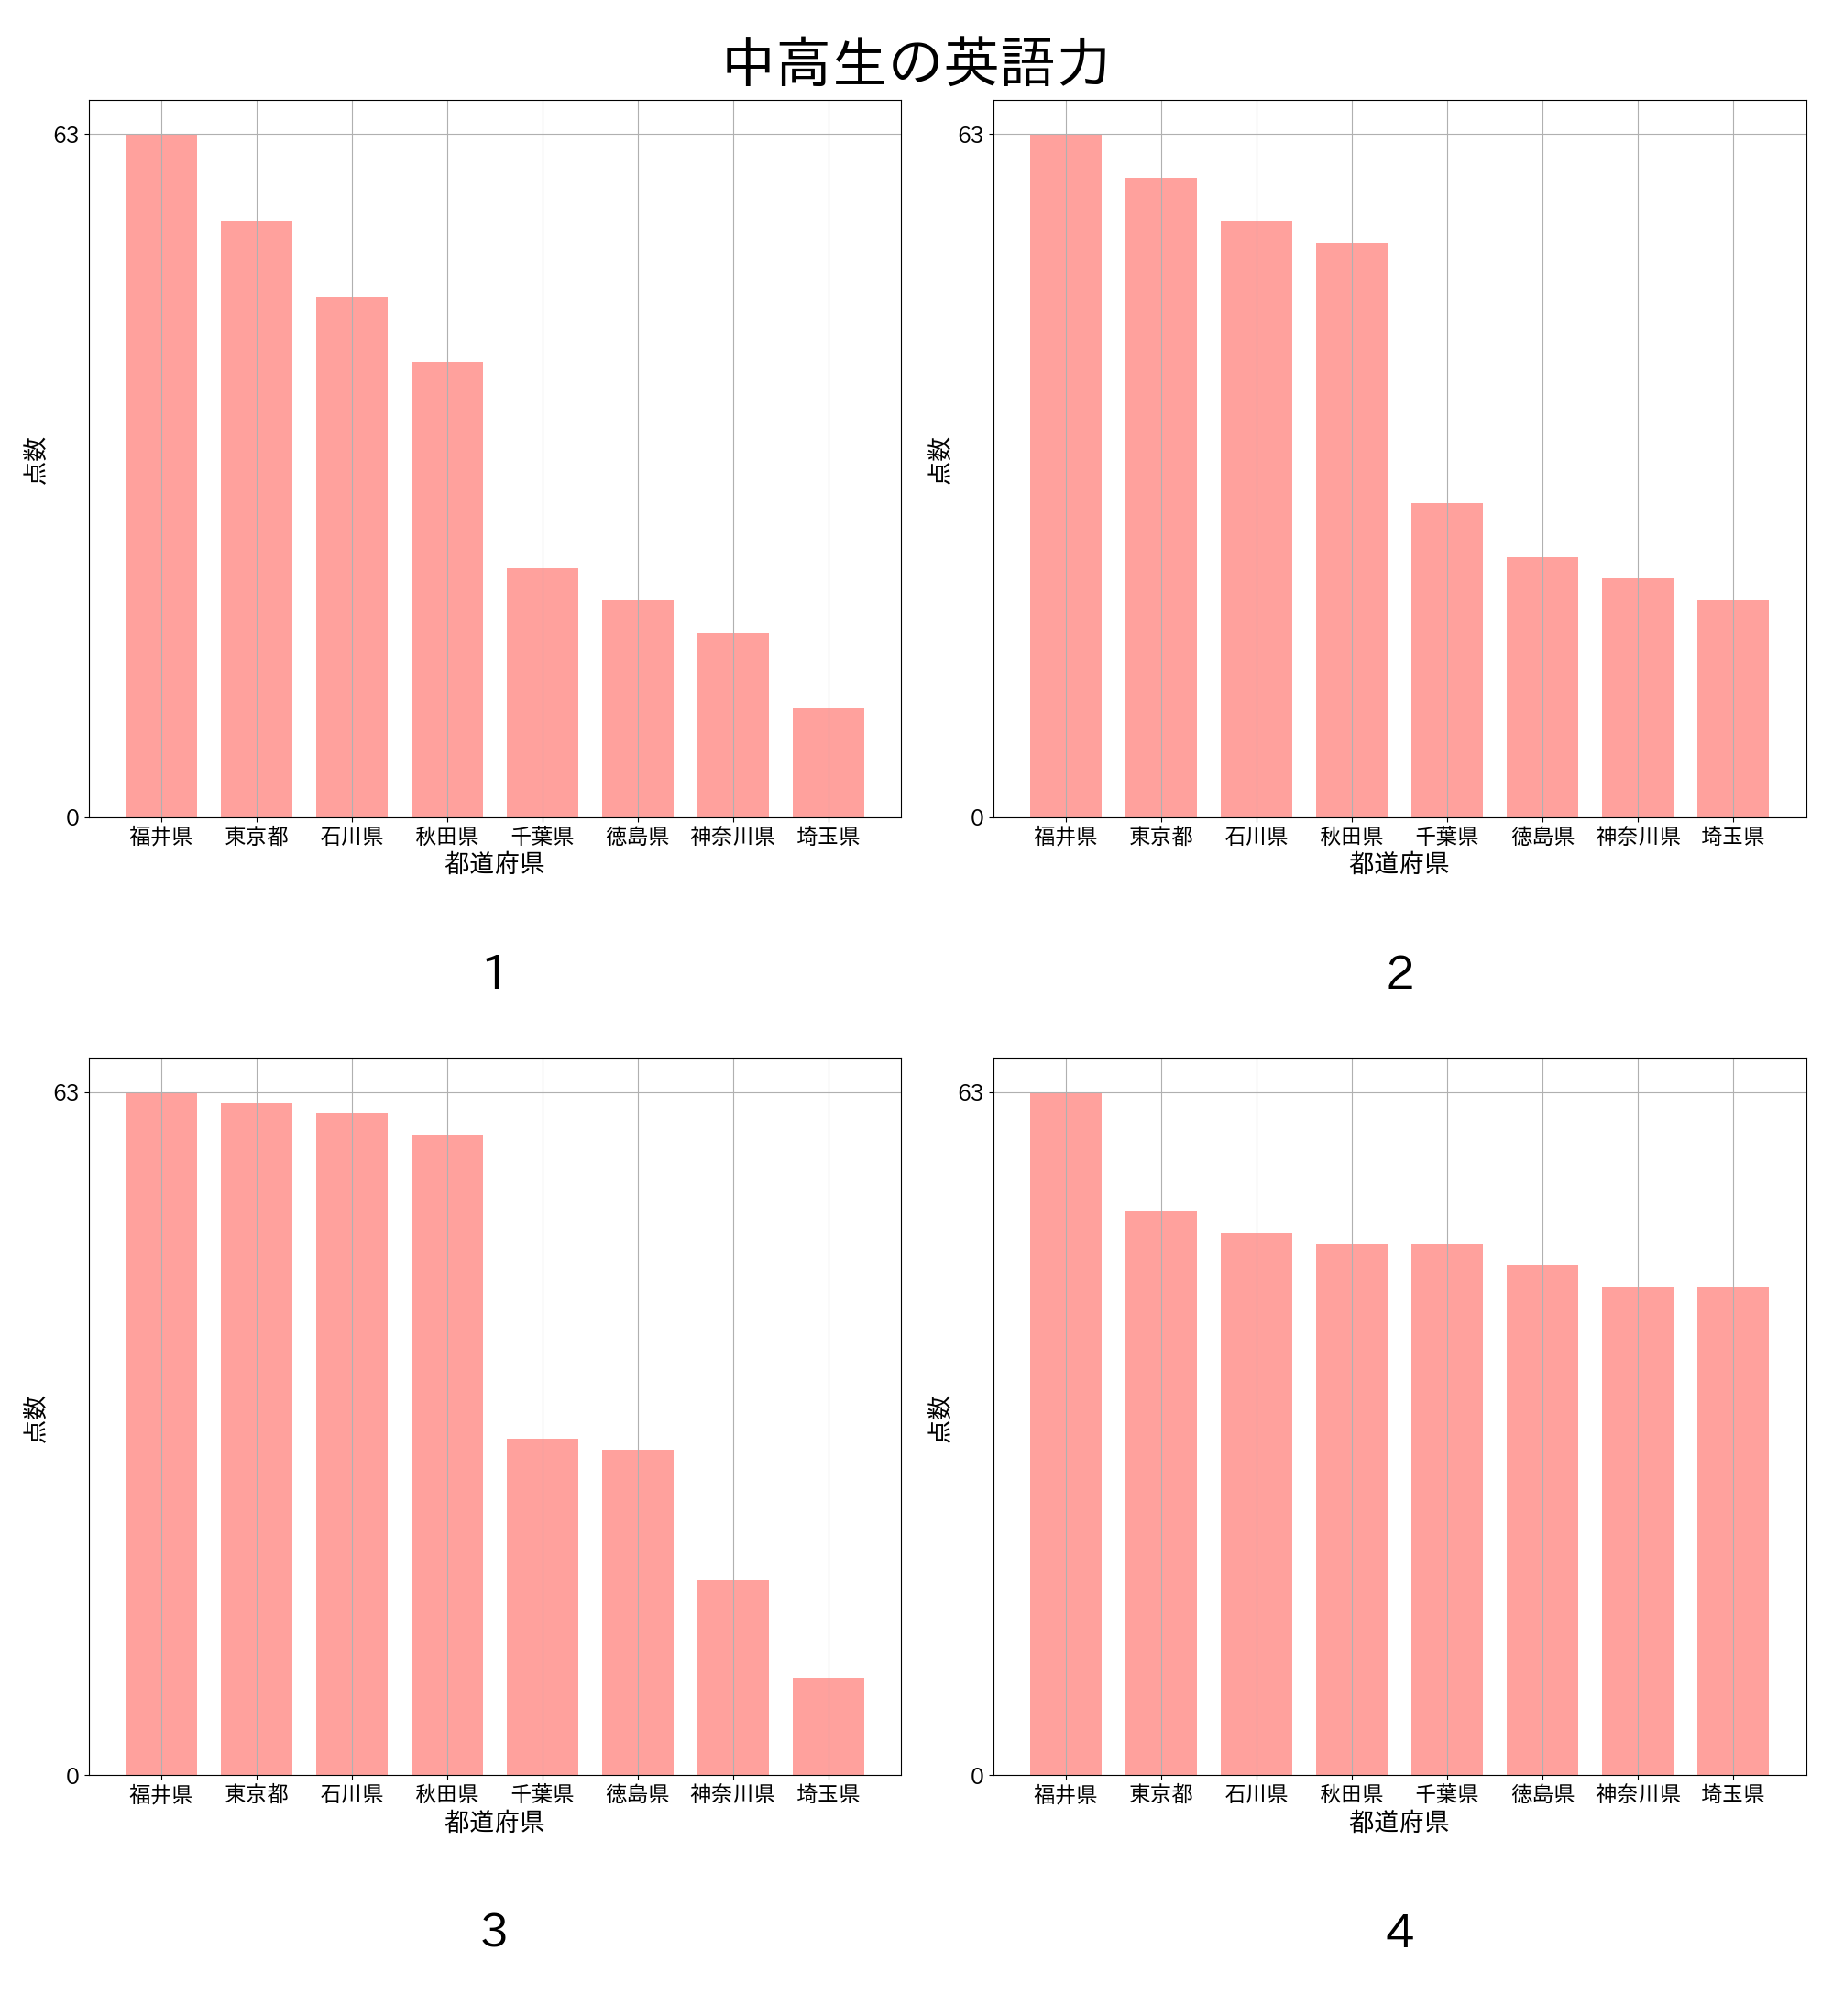 中高生の英語力
63
0
点数
福井県 東京都 石川県 秋田県 千葉県 徳島県 神奈川県 埼玉県
都道府県
1
63
0
点数
福井県 東京都 石川県 秋田県 千葉県 徳島県 神奈川県 埼玉県
都道府県
2
63
0
点数
福井県 東京都 石川県 秋田県 千葉県 徳島県 神奈川県 埼玉県
都道府県
3
63
0
点数
福井県 東京都 石川県 秋田県 千葉県 徳島県 神奈川県 埼玉県
都道府県
4